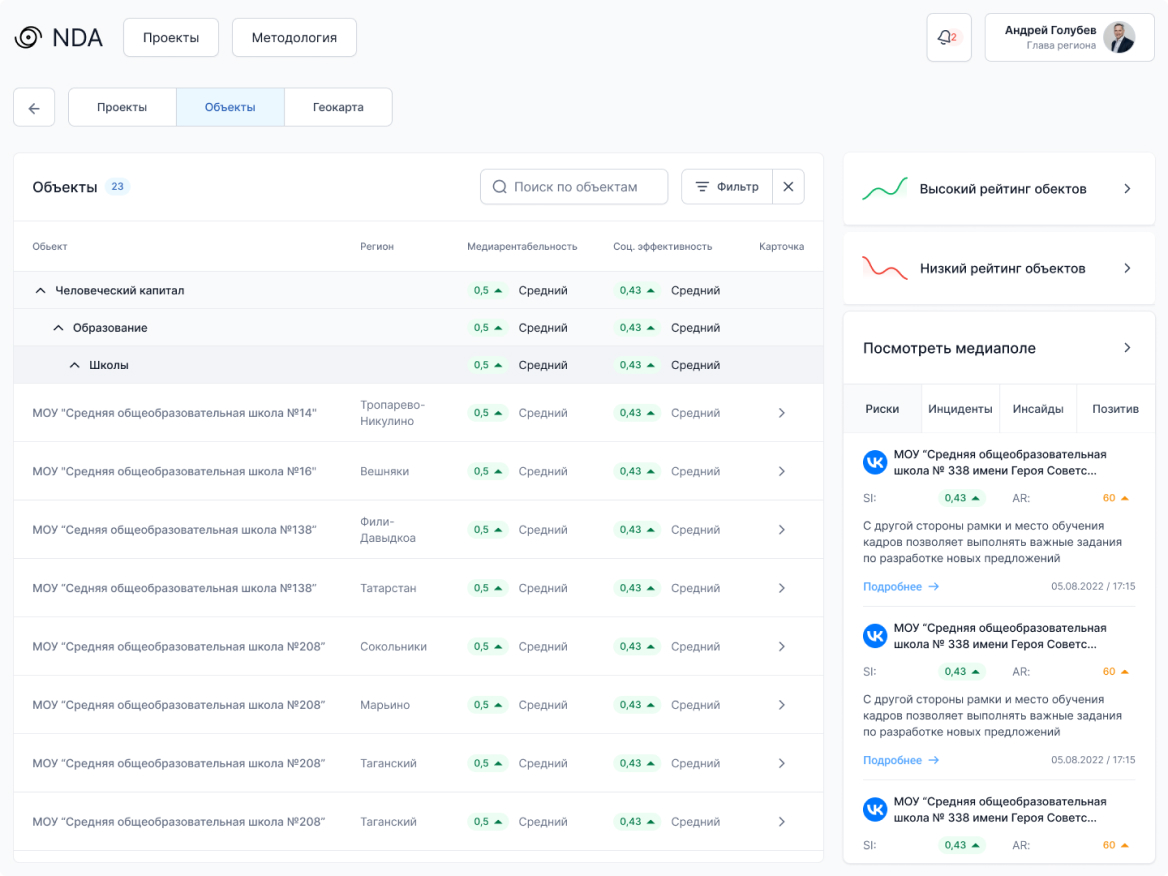 NDA
Проекты
Методология
2
Андрей Голубев
Глава региона
Проекты
Объекты
Геокарта
Объекты 23
Поиск по объектам
Фильтр
Обьект Регион Медиарентабельность Соц. эффективность Карточка
Человеческий капитал 0,5 Средний 0,43 Средний
Образование 0,5 Средний 0,43 Средний
Школы 0,5 Средний 0,43 Средний
МОУ "Средняя общеобразовательная школа №14" Тропарево-
Никулино 0,5 Средний 0,43 Средний
МОУ "Средняя общеобразовательная школа №16" Вешняки 0,5 Средний 0,43 Средний
МОУ "Седняя общеобразовательная школа №138" Фили-
Давыдкоа 0,5 Средний 0,43 Средний
МОУ "Седняя общеобразовательная школа №138" Татарстан 0,5 Средний 0,43 Средний
МОУ "Средняя общеобразовательная школа №208" Сокольники 0,5 Средний 0,43 Средний
МОУ "Средняя общеобразовательная школа №208" Марьино 0,5 Средний 0,43 Средний
МОУ "Средняя общеобразовательная школа №208" Таганский 0,5 Средний 0,43 Средний
МОУ "Средняя общеобразовательная школа №208" Таганский 0,5 Средний 0,43 Средний
Высокий рейтинг обектов
Низкий рейтинг объектов
Посмотреть медиаполе
Риски Инциденты Инсайды Позитив
МОУ "Средняя общеобразовательная
школа № 338 имени Героя Советс...
SI: 0,43 AR: 60
С другой стороны рамки и место обучения
кадров позволяет выполнять важные задания
по разработке новых предложений
Подробнее 05.08.2022 / 17:15
МОУ "Средняя общеобразовательная
школа № 338 имени Героя Советс...
SI: 0,43 AR: 60
С другой стороны рамки и место обучения
кадров позволяет выполнять важные задания
по разработке новых предложений
Подробнее 05.08.2022 / 17:15
МОУ "Средняя общеобразовательная
школа № 338 имени Героя Советс...
SI: 0,43 AR: 60